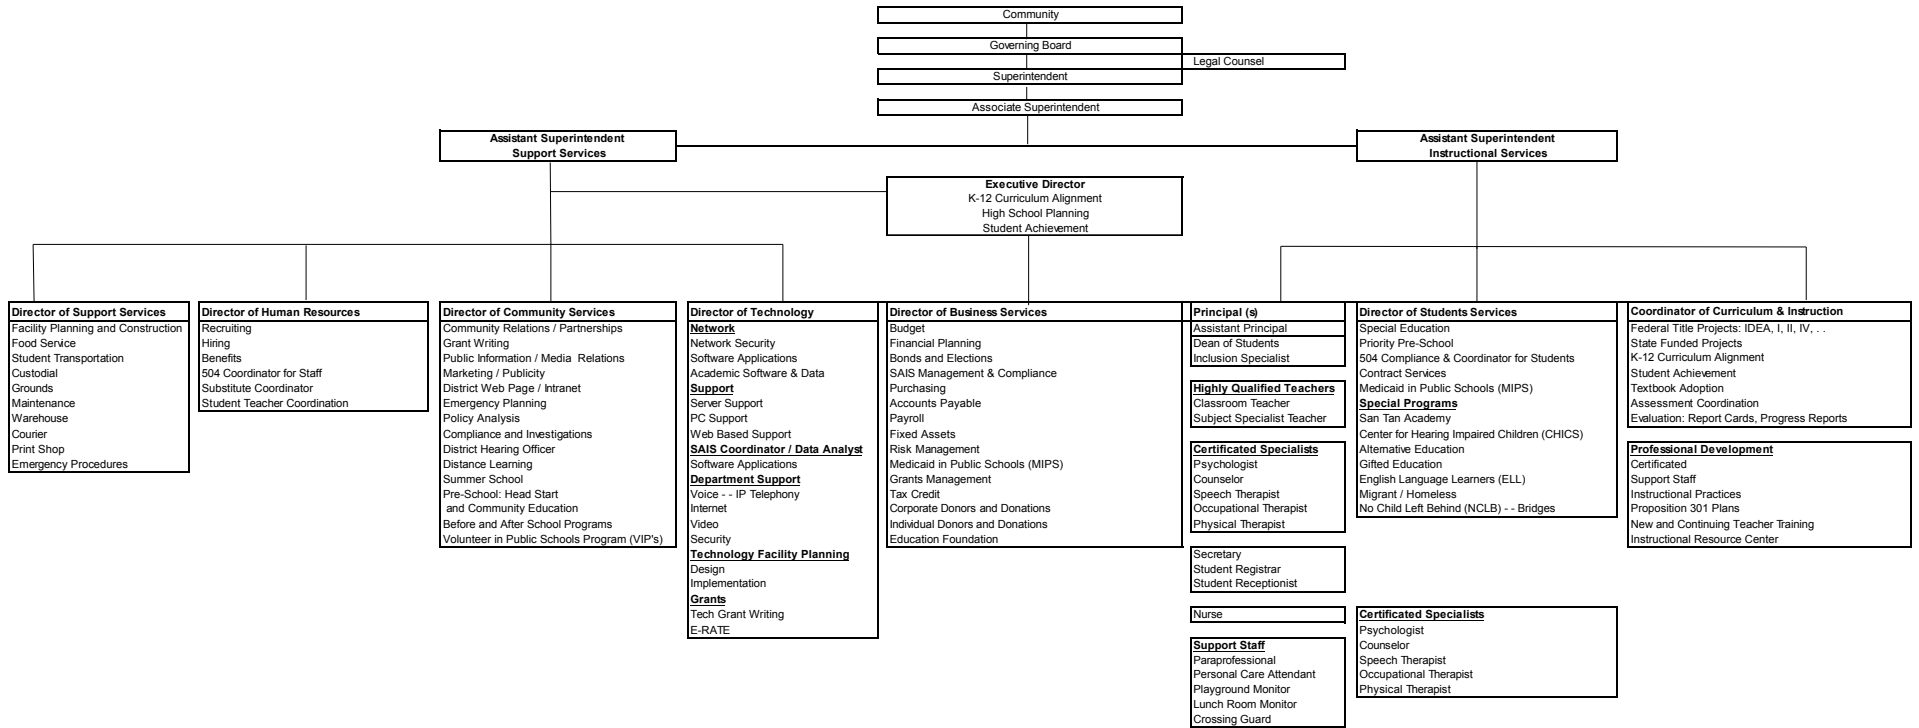 Community
Governing Board
Legal Counsel
Superintendent
Associate Superintendent
Assistant Superintendent
Support Services
Assistant Superintendent
Instructional Services
Executive Director
K-12 Curriculum Alignment
High School Planning
Student Achievement
Director of Support Services
Facility Planning and Construction
Food Service
Student Transportation
Custodial
Grounds
Maintenance
Warehouse
Courier
Print Shop
Emergency Procedures
Director of Human Resources
Recruiting
Hiring
Benefits
504 Coordinator for Staff
Substitute Coordinator
Student Teacher Coordination
Director of Community Services
Community Relations / Partnerships
Grant Writing
Public Information / Media Relations
Marketing / Publicity
District Web Page / Intranet
Emergency Planning
Policy Analysis
Compliance and Investigations
District Hearing Officer
Distance Learning
Summer School
Pre-School: Head Start
and Community Education
Before and After School Programs
Volunteer in Public Schools Program (VIP's)
Director of Technology
Network
Network Security
Software Applications
Academic Software & Data
Support
Server Support
PC Support
Web Based Support
SAIS Coordinator / Data Analyst
Software Applications
Department Support
Voice - - IP Telephony
Internet
Video
Security
Technology Facility Planning
Design
Implementation
Grants
Tech Grant Writing
E-RATE
Director of Business Services
Budget
Financial Planning
Bonds and Elections
SAIS Management & Compliance
Purchasing
Accounts Payable
Payroll
Fixed Assets
Risk Management
Medicaid in Public Schools (MIPS)
Grants Management
Tax Credit
Corporate Donors and Donations
Individual Donors and Donations
Education Foundation
Principal (s)
Assistant Principal
Dean of Students
Inclusion Specialist
Highly Qualified Teachers
Classroom Teacher
Subject Specialist Teacher
Certificated Specialists
Psychologist
Counselor
Speech Therapist
Occupational Therapist
Physical Therapist
Secretary
Student Registrar
Student Receptionist
Nurse
Support Staff
Paraprofessional
Personal Care Attendant
Playground Monitor
Lunch Room Monitor
Crossing Guard
Director of Students Services
Special Education
Priority Pre-School
504 Compliance & Coordinator for Students
Contract Services
Medicaid in Public Schools (MIPS)
Special Programs
San Tan Academy
Center for Hearing Impaired Children (CHICS)
Alternative Education
Gifted Education
English Language Learners (ELL)
Migrant / Homeless
No Child Left Behind (NCLB) - - Bridges
Certificated Specialists
Psychologist
Counselor
Speech Therapist
Occupational Therapist
Physical Therapist
Coordinator of Curriculum & Instruction
Federal Title Projects: IDEA, I, II, IV, . .
State Funded Projects
K-12 Curriculum Alignment
Student Achievement
Textbook Adoption
Assessment Coordination
Evaluation: Report Cards, Progress Reports
Professional Development
Certificated
Support Staff
Instructional Practices
Proposition 301 Plans
New and Continuing Teacher Training
Instructional Resource Center